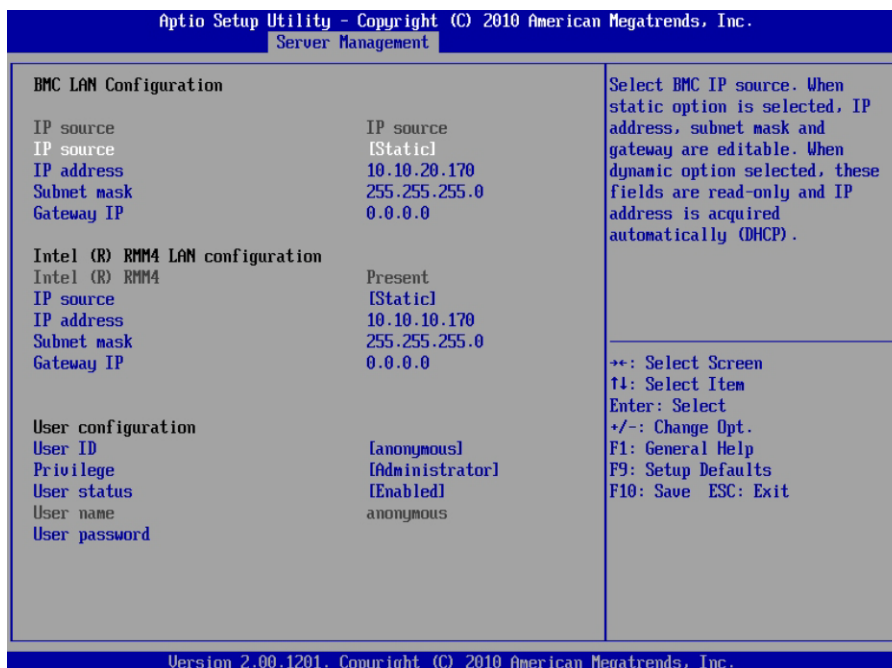 Aptio Setup Utility - Copyright (C) 2010 American Megatrends, Inc.
Server Management
BMC LAN Configuration
IP source IP source
IP source [Static]
IP address 10.10.20.170
Subnet mask 255.255.255.0
Gateway IP 0.0.0.0
Intel (R) RMM4 LAN configuration
Intel (R) RMM4 Present
IP source [Static]
IP address 10.10.10.170
Subnet mask 255.255.255.0
Gateway IP 0.0.0.0
User configuration
User ID [anonymous]
Privilege [Administrator]
User status [Enabled]
User name anonymous
User password
Select BMC IP source. When
static option is selected, IP
address, subnet mask and
gateway are editable. When
dynamic option selected, these
fields are read-only and IP
address is acquired
automatically (DHCP).
→←: Select Screen
↑↓: Select Item
Enter: Select
+/-: Change Opt.
F1: General Help
F9: Setup Defaults
F10: Save ESC: Exit
Version 2.00.1201. Copyright (C) 2010 American Megatrends, Inc.